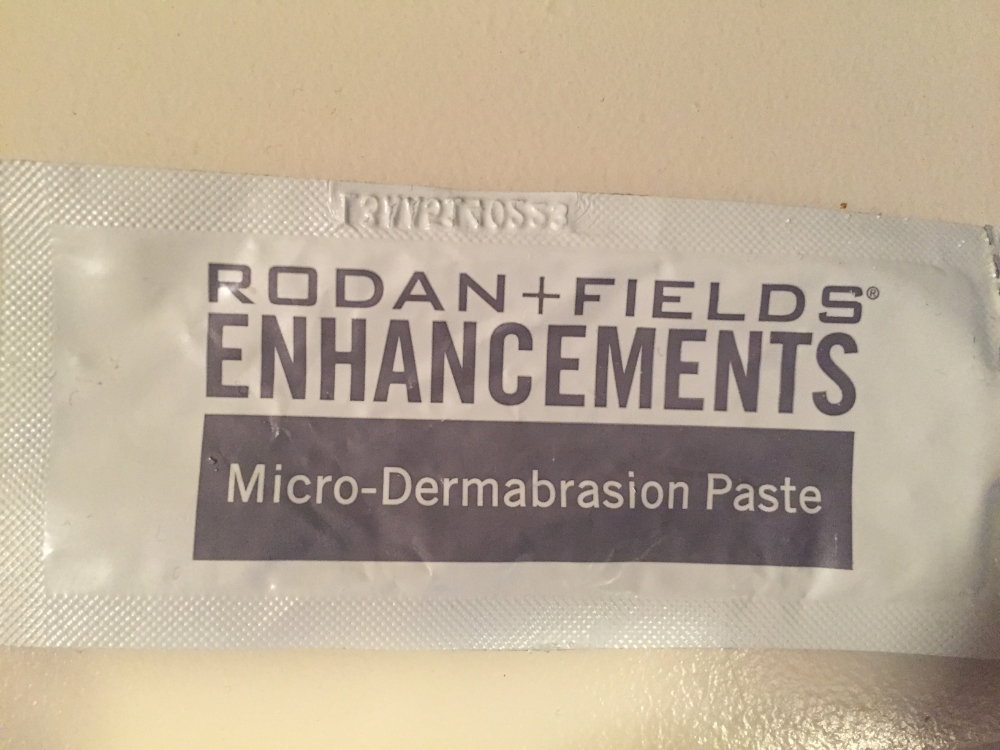 RODAN+FIELDS®
ENHANCEMENTS
Micro-Dermabrasion Paste